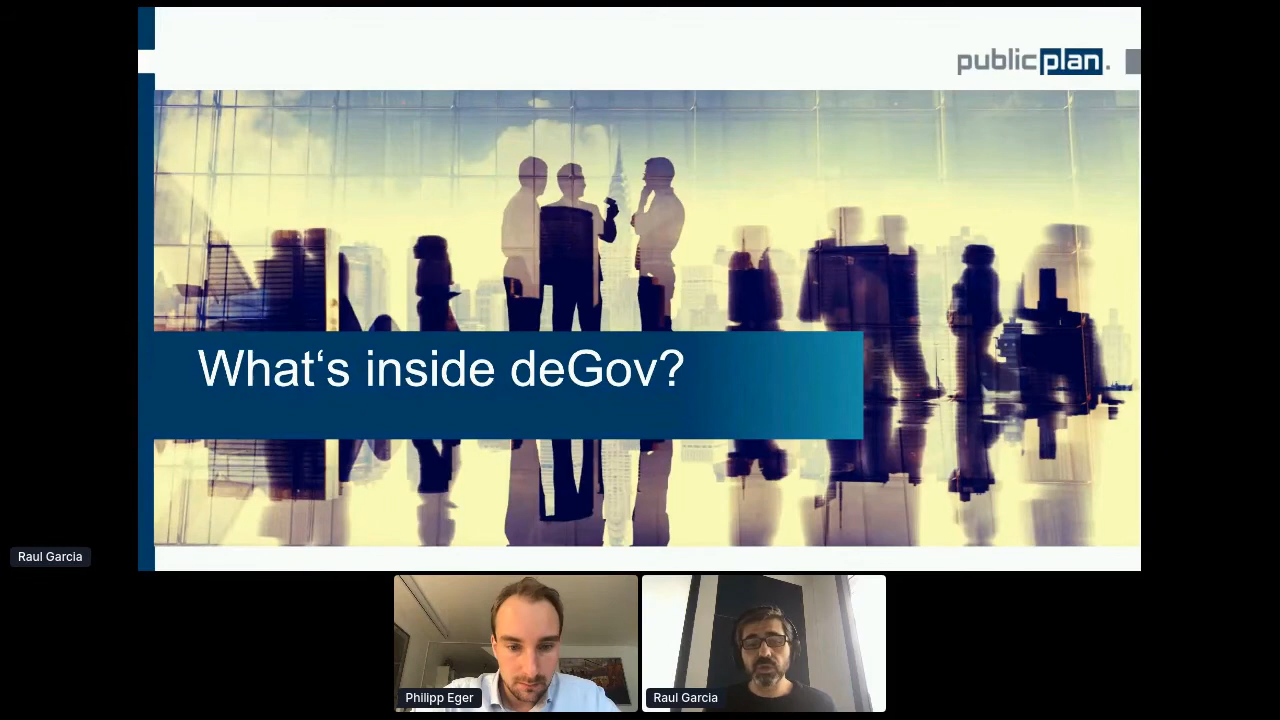 publicplan.
What‘s inside deGov?
Raul Garcia
Philipp Eger
Raul Garcia